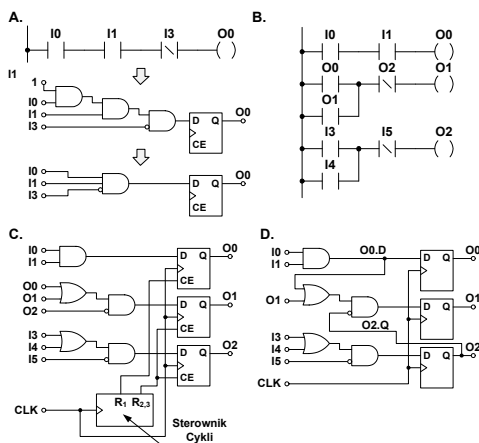 A.
I0 I1 I3 O0
I1
1
I0
I1
I3
D Q O0
CE
I0
I1
I3
D Q O0
CE
B.
I0 I1 O0
O0 O2 O1
O1
I3 I5 O2
I4
C.
I0
I1
D Q O0
CE
O0
O1
O2
D Q O1
CE
I3
I4
I5
D Q O2
CE
CLK
R1 R2,3
Sterownik
Cykli
D.
I0
I1
O0.D
D Q O0
O1
D Q O1
O2.Q
I3
I4
I5
D Q O2
CLK